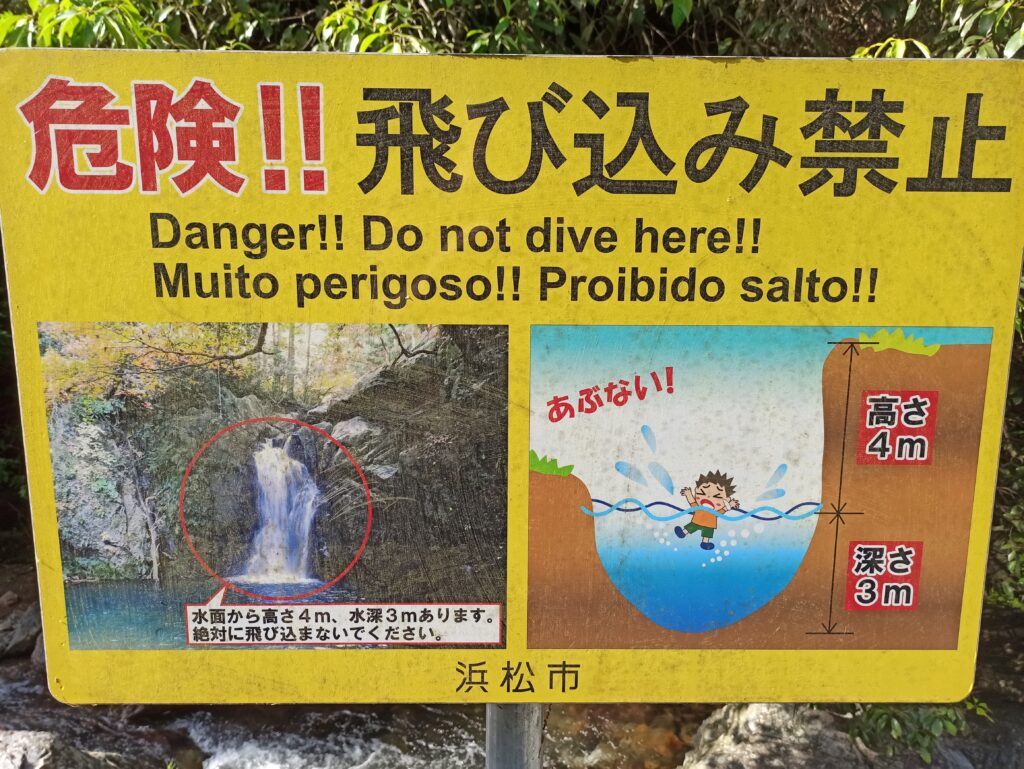 危険!! 飛び込み禁止
Danger!! Do not dive here!!
Muito perigoso!! Proibido salto!!
水面から高さ4m、水深3mあります。
絶対に飛び込まないでください。
あぶない!
高さ
4m
深さ
3m
浜松市